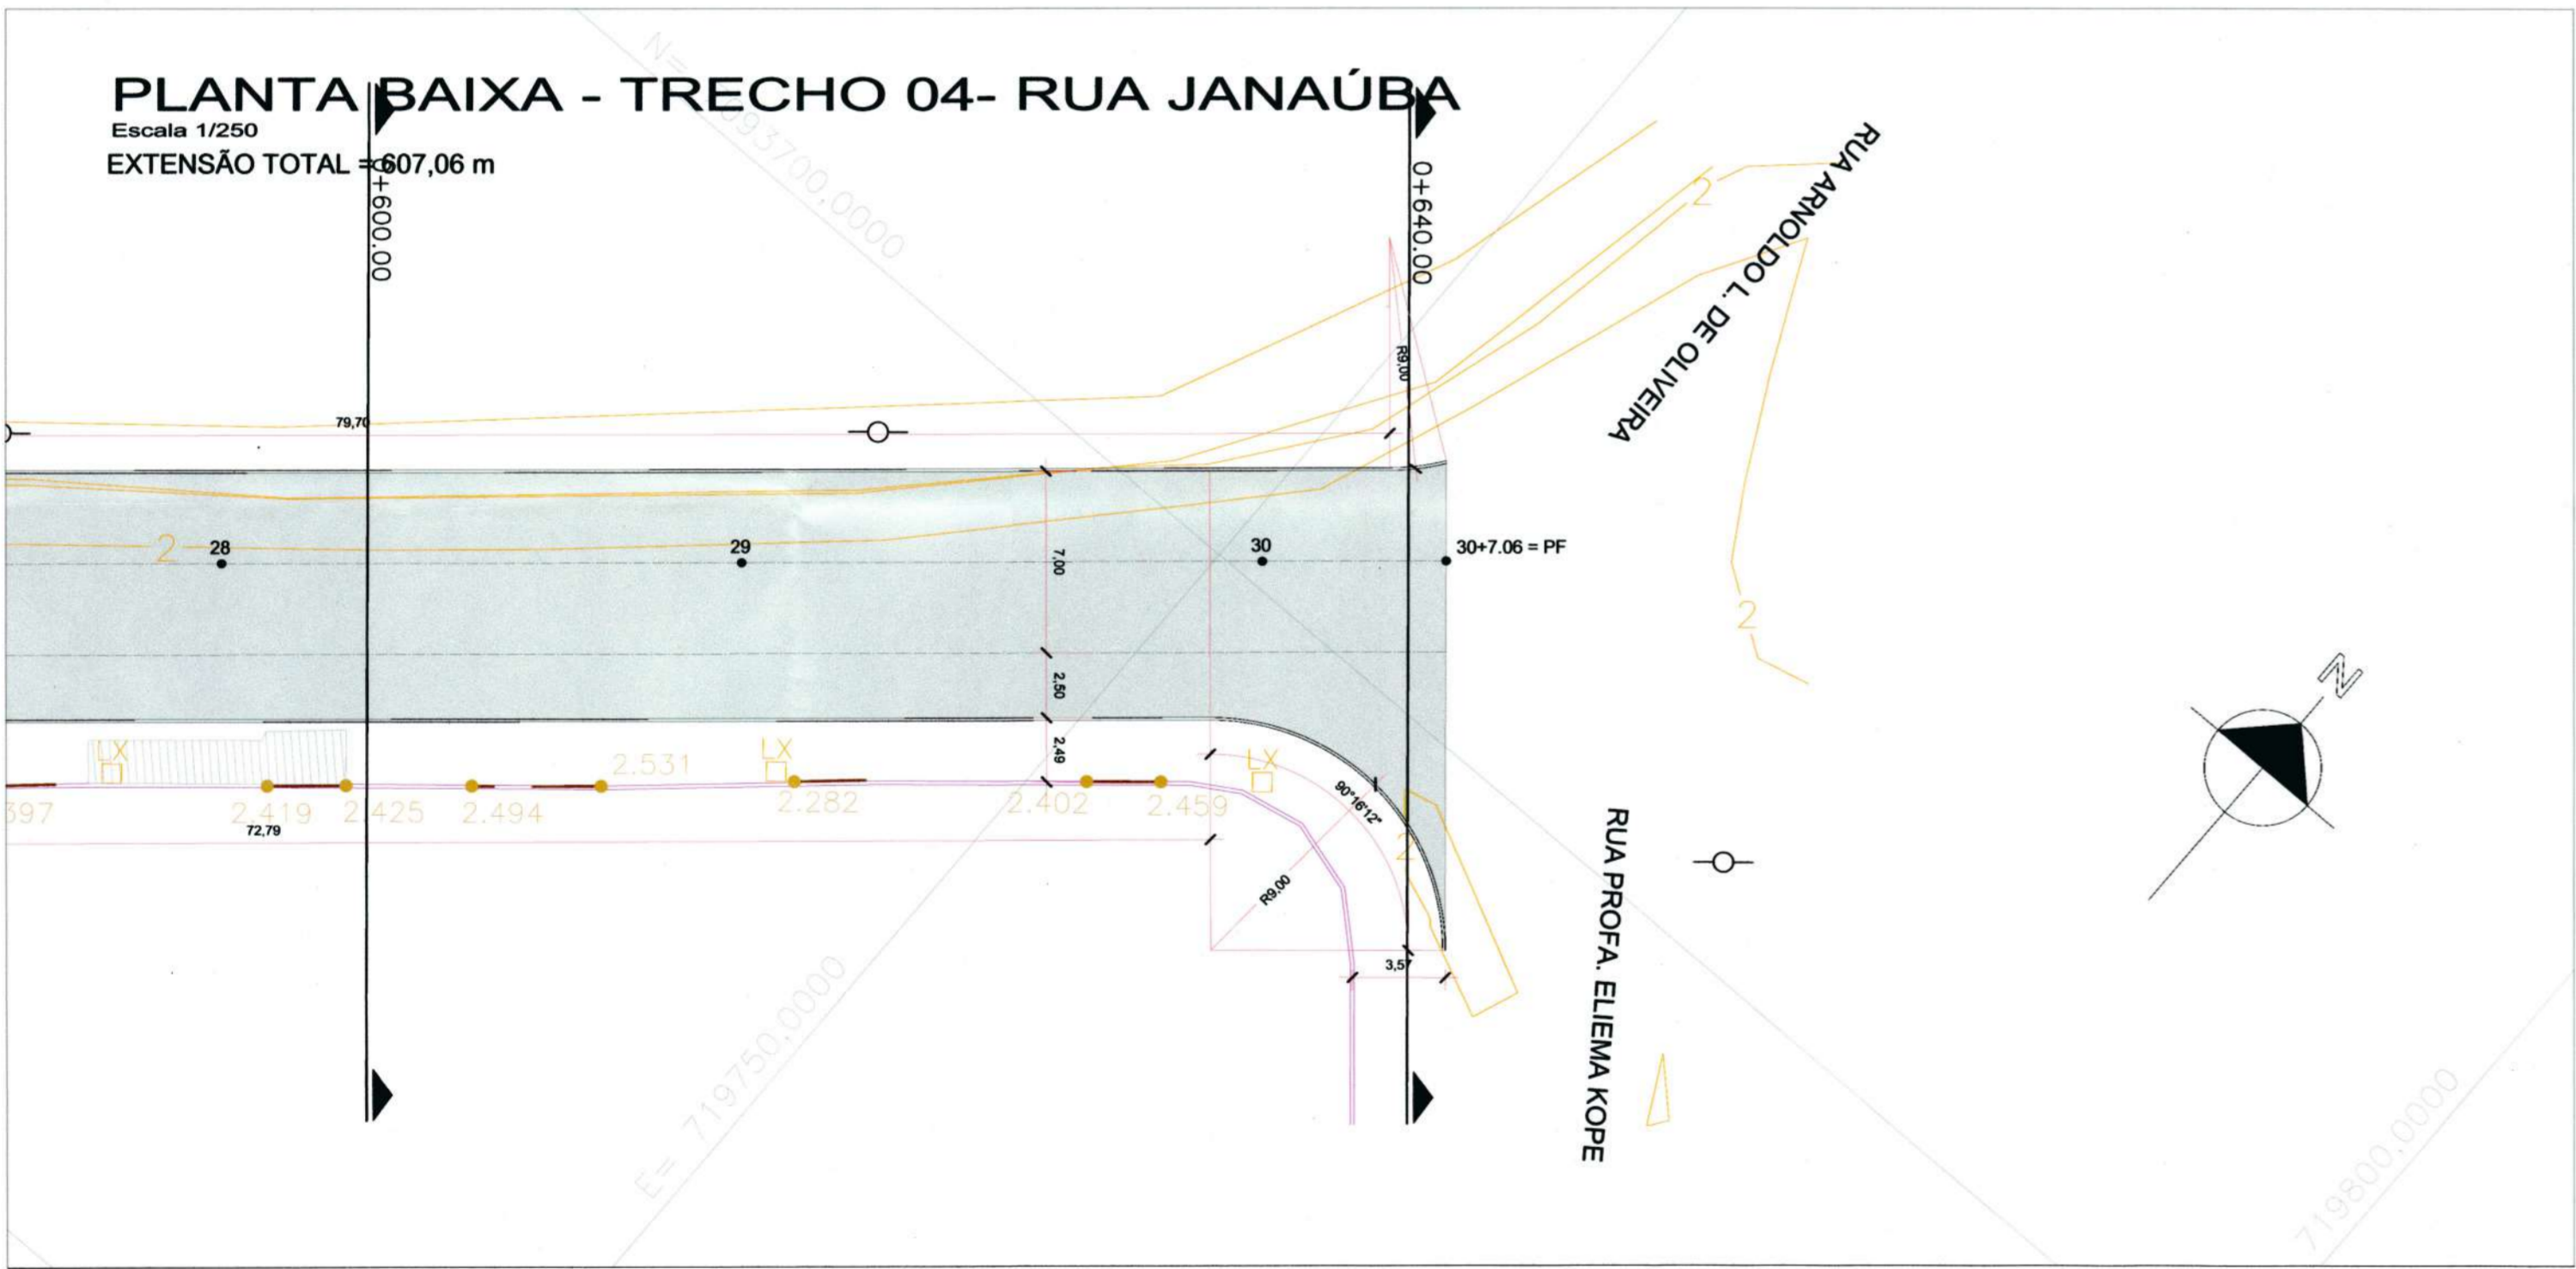 PLANTA BAIXA - TRECHO 04- RUA JANAÚBA
Escala 1/250
EXTENSÃO TOTAL = 607,06 m
0+600.00
0+640.00
RUA ARNOLDO L. DE OLIVEIRA
2
R9,00
79,70
2
28
29
30
30+7.06 = PF
7,00
2,50
2,49
2
LX
LX
LX
2.531
2.419
2.425
2.494
2.282
2.402
2.459
72,79
90°16'12"
2
R9,00
3,57
RUA PROFA. ELIEMA KOPE
N
E= 719750,0000
719800,0000